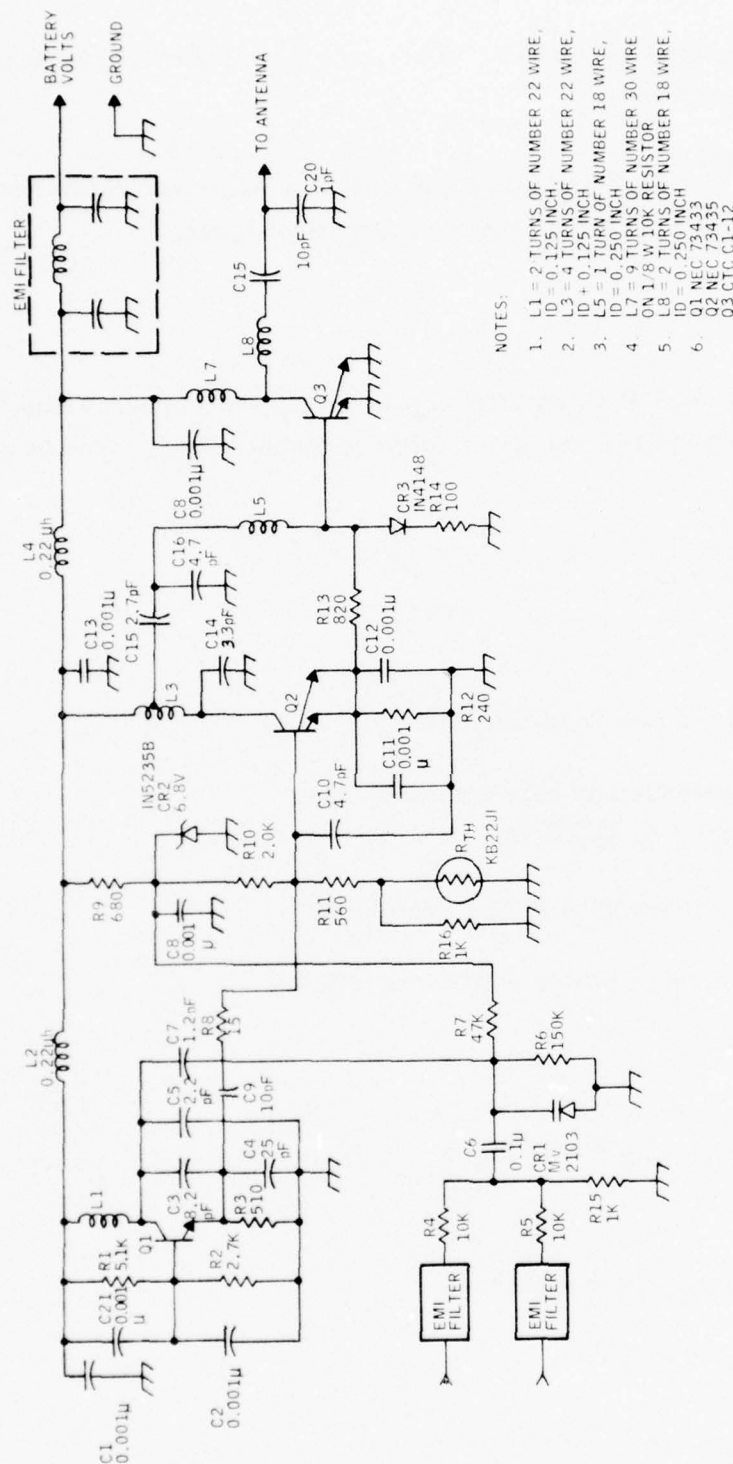 BATTERY
VOLTS
GROUND
EMI FILTER
TO ANTENNA
C20
1pF
10pF
C15
L8
L7
Q3
C8
0.001µ
L4
0.22 µh
L5
C16
4.7
pF
C15 2.7pF
CR3
IN4148
R14
100
C13
0.001µ
C14
3.3pF
R13
820
C12
0.001µ
L3
Q2
R12
240
C11
0.001
µ
IN5235B
CR2
6.8V
C10
4.7pF
R10
2.0K
R9
680
C8
0.001
µ
R11
560
RTH
KB22J1
R16
1K
L2
0.22µh
C7
1.2pF
R8
15
R7
47K
R6
150K
C5
2.2
pF
C9
10pF
C6
0.1µ
CR1
Mv
2103
C3
8.2
pF
C4
25
pF
R3
510
L1
Q1
R1
5.1K
R2
2.7K
C21
0.001
µ
C1
0.001µ
C2
0.001µ
R4
10K
R5
10K
R15
1K
EMI
FILTER
EMI
FILTER
NOTES:
1. L1 = 2 TURNS OF NUMBER 22 WIRE,
ID = 0.125 INCH.
2. L3 = 4 TURNS OF NUMBER 22 WIRE,
ID + 0.125 INCH
3. L5 = 1 TURN OF NUMBER 18 WIRE,
ID = 0.250 INCH
4. L7 = 9 TURNS OF NUMBER 30 WIRE
ON 1/8 W 10K RESISTOR
5. L8 = 2 TURNS OF NUMBER 18 WIRE,
ID = 0.250 INCH
6. Q1 NEC 73433
Q2 NEC 73435
Q3 CTC C1-12